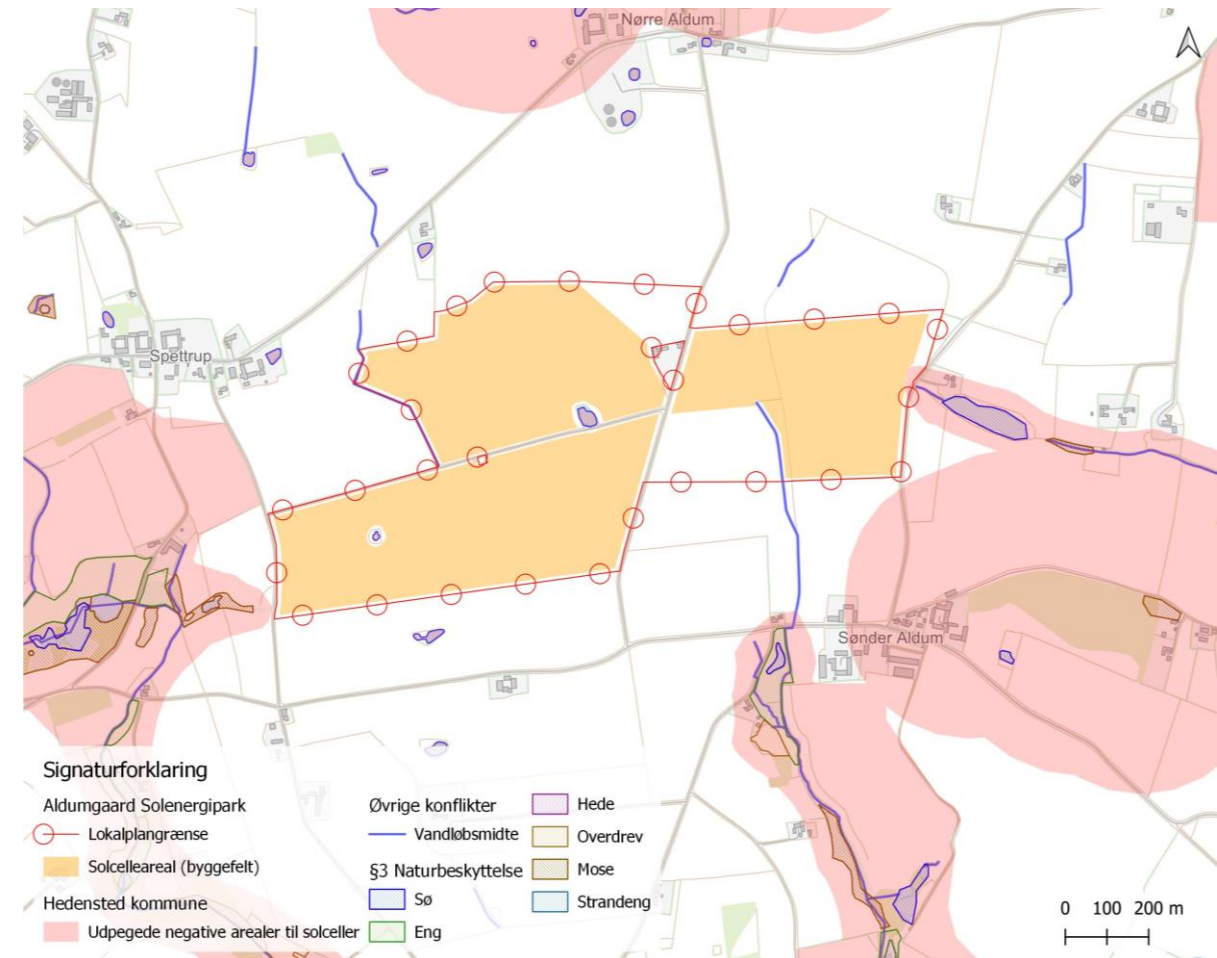 Nørre Aldum
Spettrup
Sønder Aldum
Signaturforklaring
Aldumgaard Solenergipark
Lokalplangrænse
Solcelleareal (byggefelt)
Hedensted kommune
Udpegede negative arealer til solceller
Øvrige konflikter
Vandløbsmidte
§3 Naturbeskyttelse
Sø
Eng
Hede
Overdrev
Mose
Strandeng
0 100 200 m